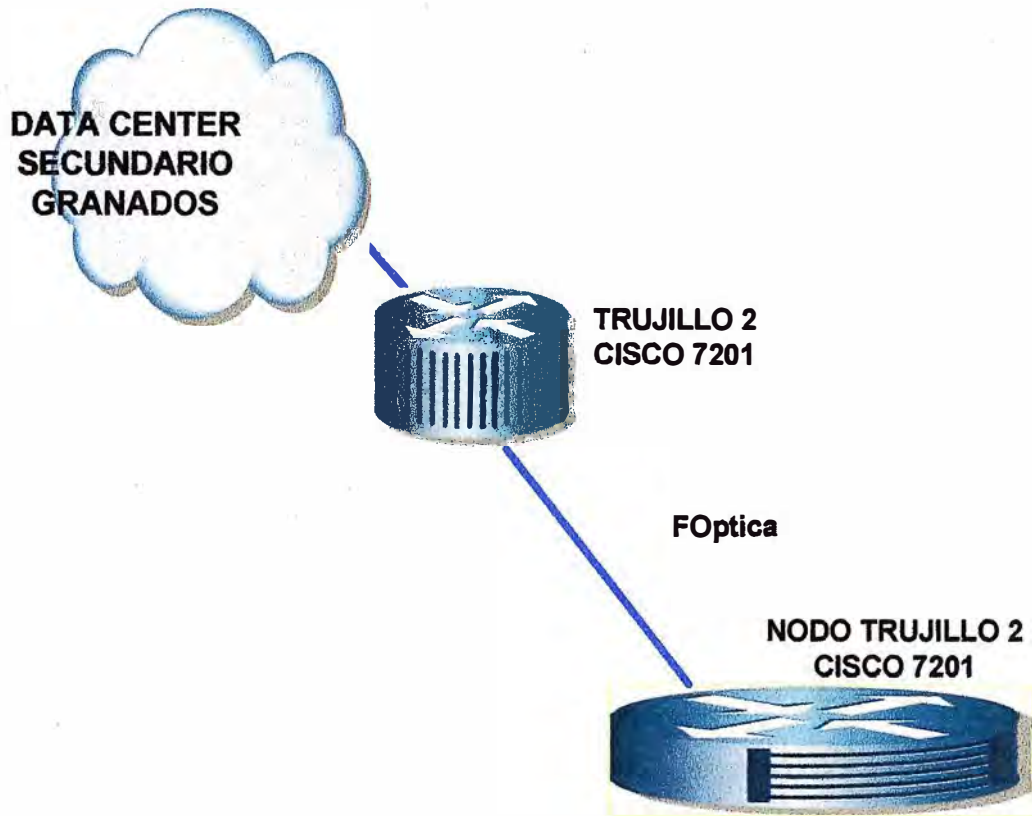 DATA CENTER
SECUNDARIO
GRANADOS
TRUJILLO 2
CISCO 7201
FOptica
NODO TRUJILLO 2
CISCO 7201